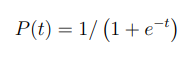 P(t) = 1/ (1 + e⁻ᵗ)